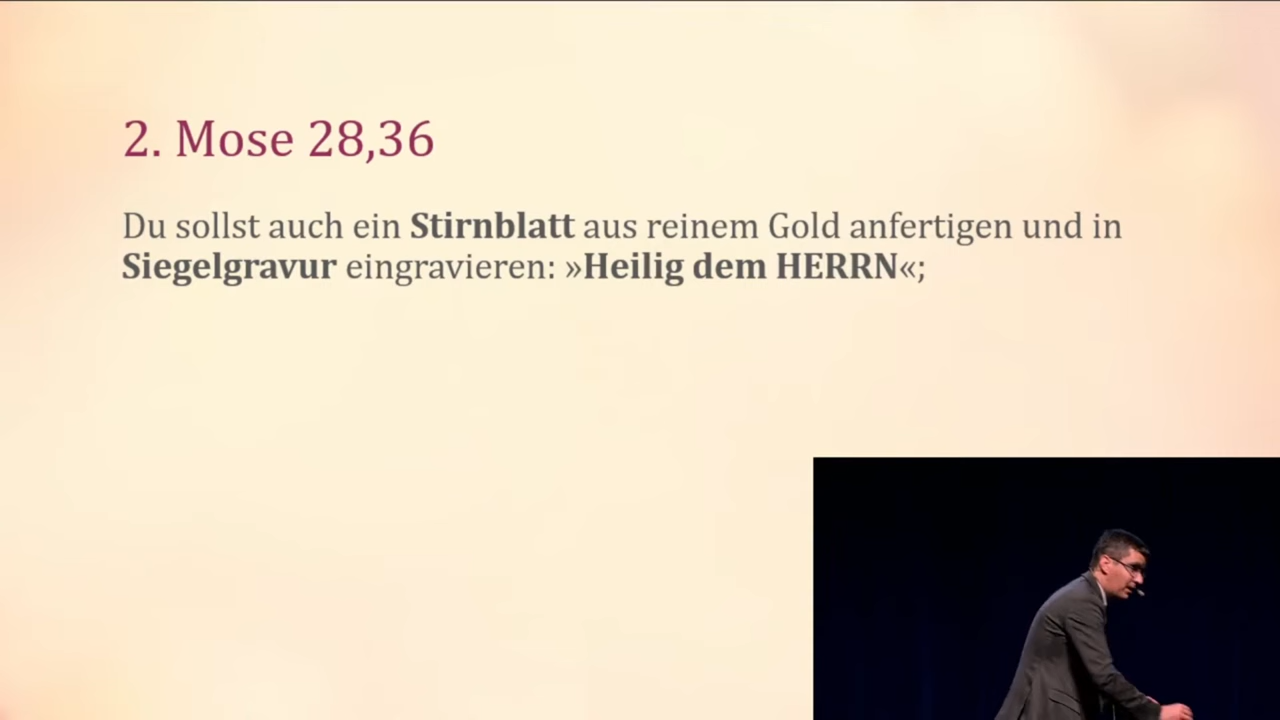 2. Mose 28,36
Du sollst auch ein Stirnblatt aus reinem Gold anfertigen und in
Siegelgravur eingravieren: »Heilig dem HERRN«;